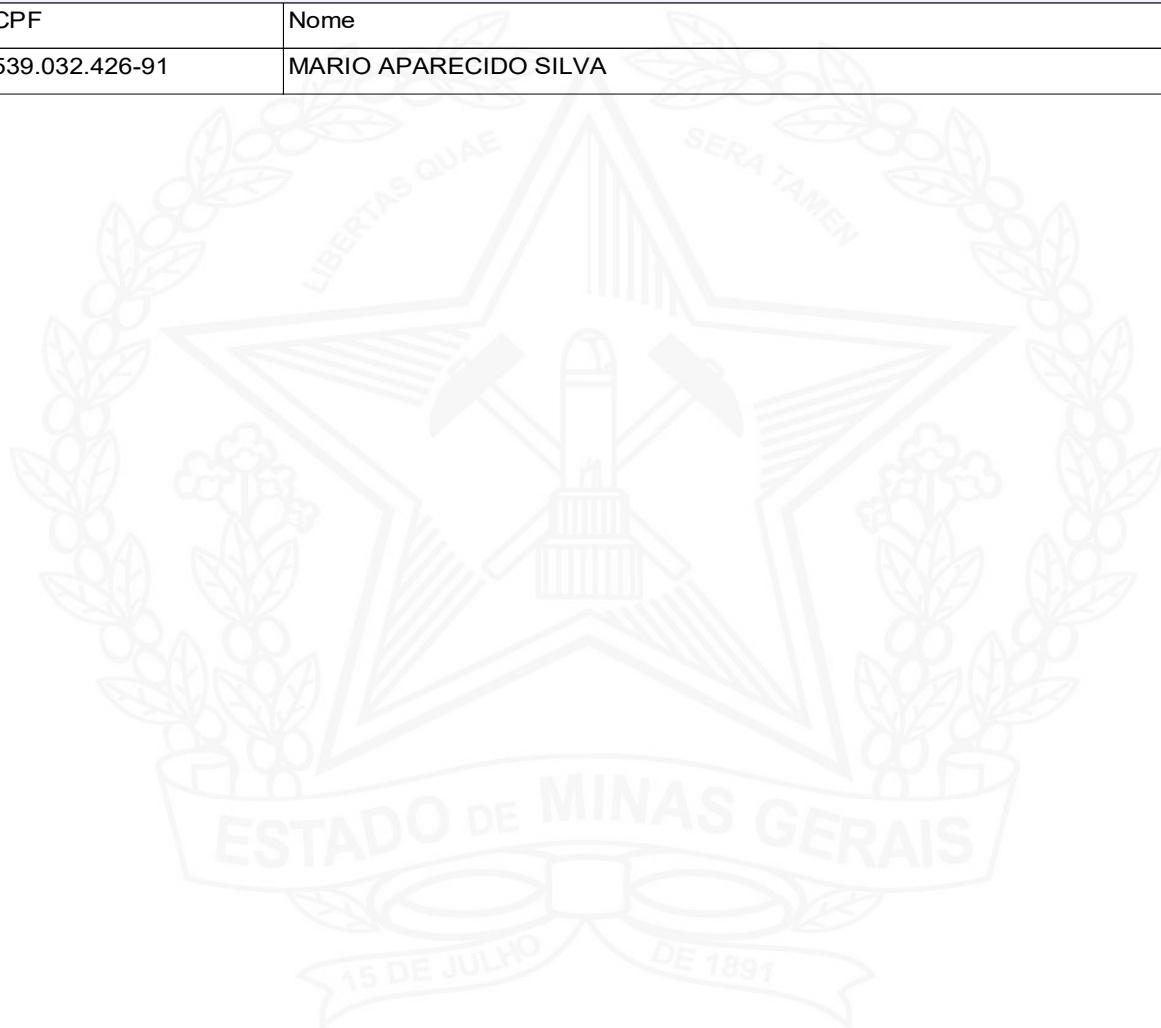 CPF Nome
539.032.426-91 MARIO APARECIDO SILVA
LIBERTAS QUAE SERA TAMEN
ESTADO DE MINAS GERAIS
15 DE JULHO DE 1891